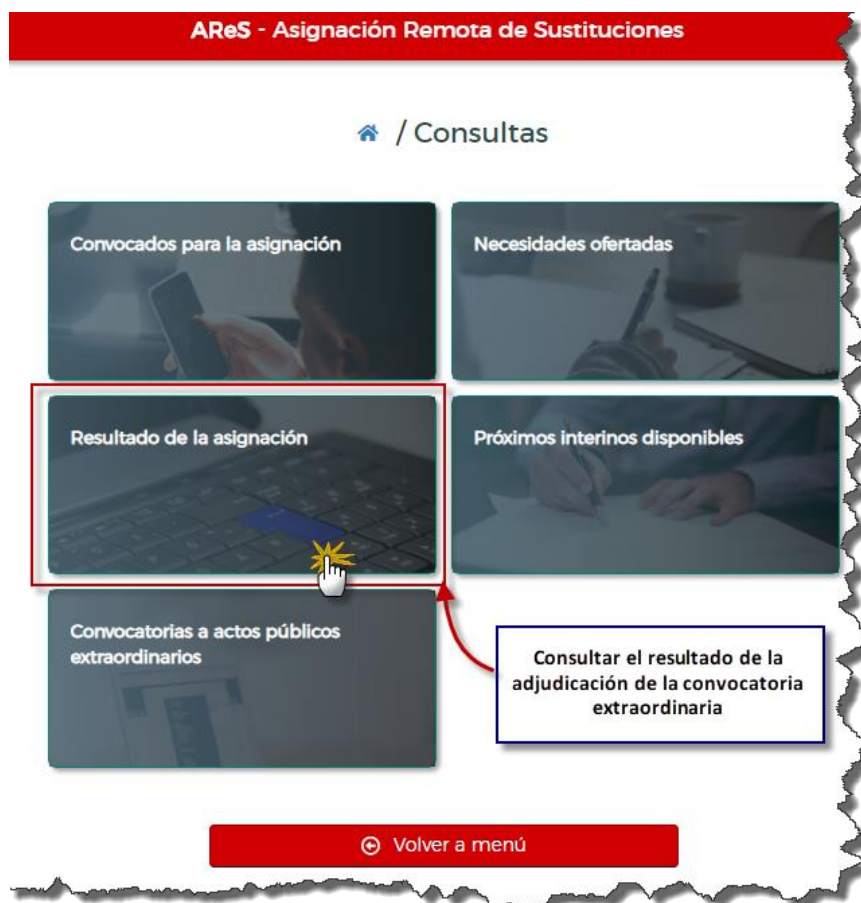 AReS - Asignación Remota de Sustituciones
/ Consultas
Convocados para la asignación
Necesidades ofertadas
Resultado de la asignación
Próximos interinos disponibles
Convocatorias a actos públicos
extraordinarios
Consultar el resultado de la
adjudicación de la convocatoria
extraordinaria
Volver a menú